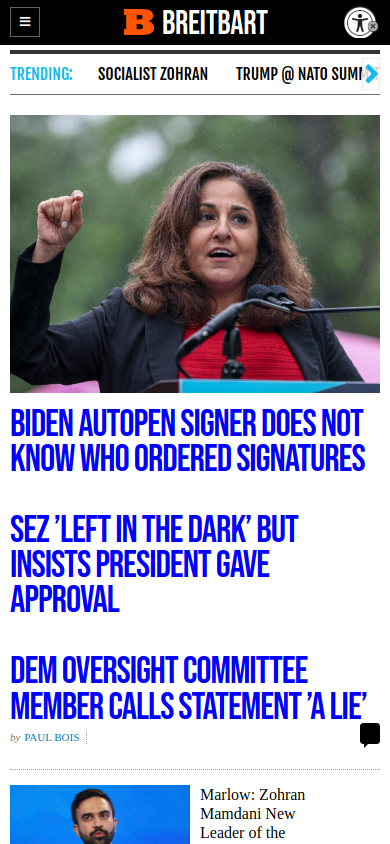 BREITBART
TRENDING:
SOCIALIST ZOHRAN
TRUMP @ NATO SUMM
BIDEN AUTOPEN SIGNER DOES NOT
KNOW WHO ORDERED SIGNATURES
SEZ ’LEFT IN THE DARK’ BUT
INSISTS PRESIDENT GAVE
APPROVAL
DEM OVERSIGHT COMMITTEE
MEMBER CALLS STATEMENT ’A LIE’
by PAUL BOIS
Marlow: Zohran
Mamdani New
Leader of the